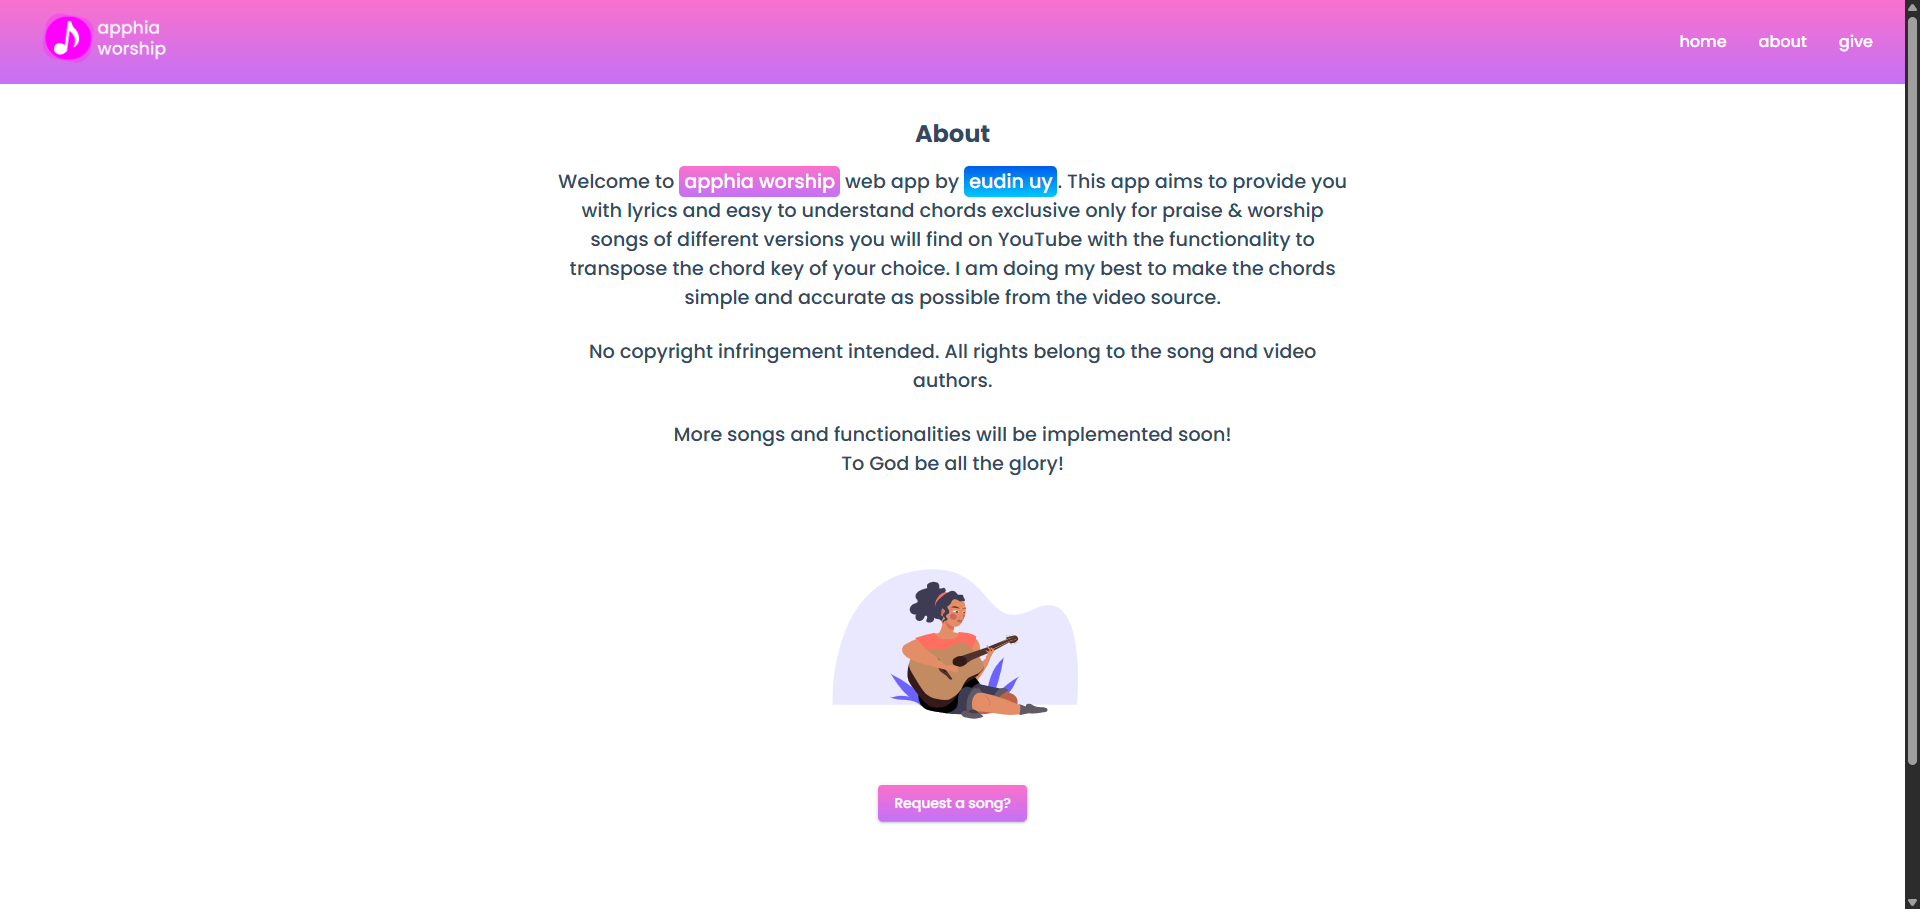 apphia
worship
home about give
About
Welcome to apphia worship web app by eudin uy. This app aims to provide you
with lyrics and easy to understand chords exclusive only for praise & worship
songs of different versions you will find on YouTube with the functionality to
transpose the chord key of your choice. I am doing my best to make the chords
simple and accurate as possible from the video source.
No copyright infringement intended. All rights belong to the song and video
authors.
More songs and functionalities will be implemented soon!
To God be all the glory!
Request a song?